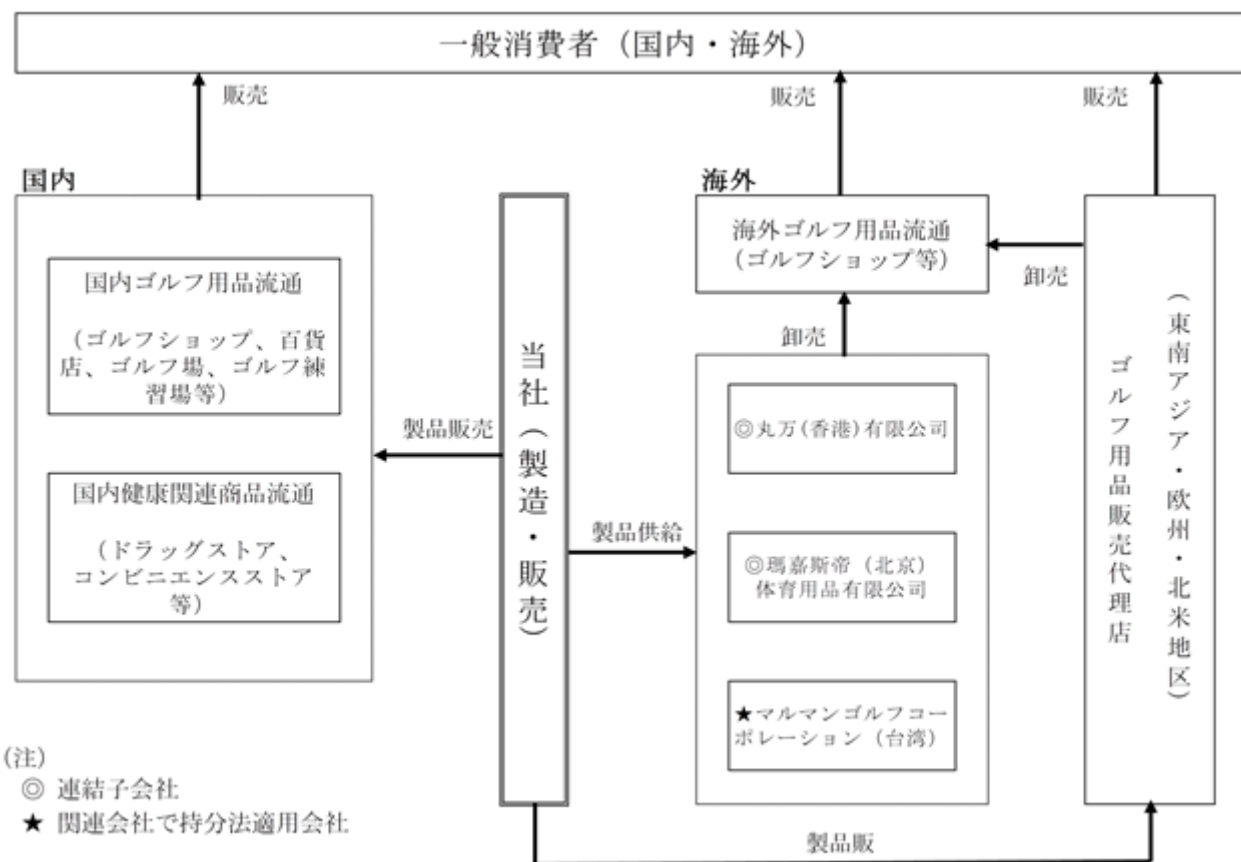 一般消費者（国内・海外）
販売
販売
販売
国内
国内ゴルフ用品流通
（ゴルフショップ、百貨
店、ゴルフ場、ゴルフ練
習場等）
国内健康関連商品流通
（ドラッグストア、
コンビニエンスストア
等）
製品販売
当社（製造・販売）
製品供給
海外
海外ゴルフ用品流通
（ゴルフショップ等）
卸売
卸売
◎丸万(香港)有限公司
◎瑪嘉斯帝（北京）
体育用品有限公司
★マルマンゴルフコー
ポレーション（台湾）
（東南アジア・欧州・北米地区）
ゴルフ用品販売代理店
製品販
(注)
◎ 連結子会社
★ 関連会社で持分法適用会社